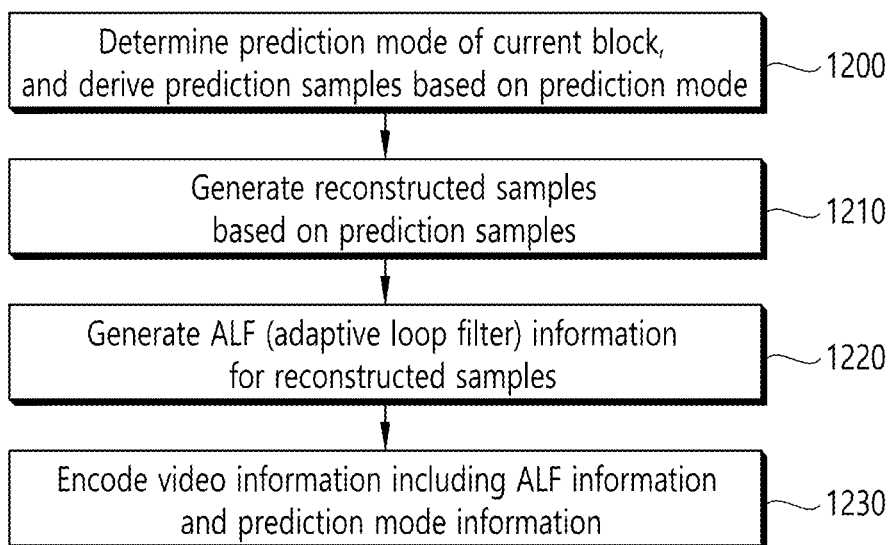 Determine prediction mode of current block,
and derive prediction samples based on prediction mode
1200
Generate reconstructed samples
based on prediction samples
1210
Generate ALF (adaptive loop filter) information
for reconstructed samples
1220
Encode video information including ALF information
and prediction mode information
1230